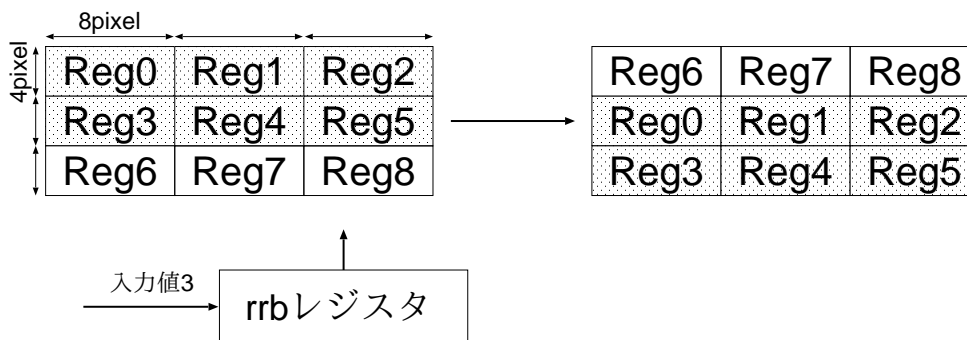 8pixel
4pixel
Reg0 Reg1 Reg2
Reg3 Reg4 Reg5
Reg6 Reg7 Reg8
Reg6 Reg7 Reg8
Reg0 Reg1 Reg2
Reg3 Reg4 Reg5
入力値3
rrbレジスタ